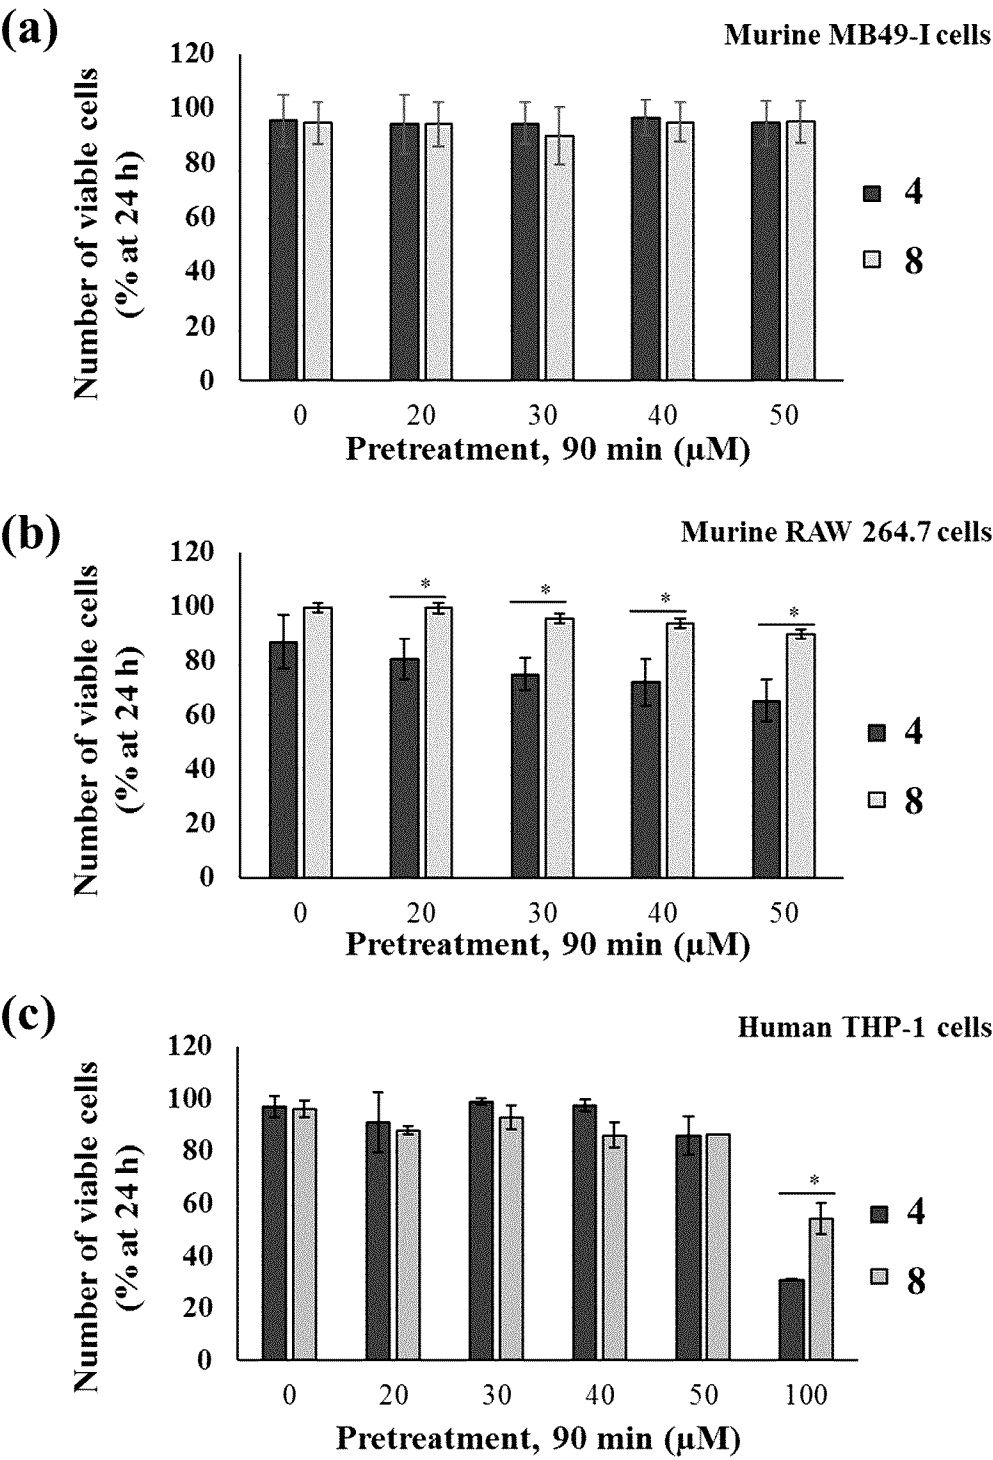 (a)
Murine MB49-I cells
Number of viable cells
(% at 24 h)
120
100
80
60
40
20
0
4
8
0 20 30 40 50
Pretreatment, 90 min (µM)
(b)
Murine RAW 264.7 cells
Number of viable cells
(% at 24 h)
120
100
80
60
40
20
0
* * * *
4
8
0 20 30 40 50
Pretreatment, 90 min (µM)
(c)
Human THP-1 cells
Number of viable cells
(% at 24 h)
120
100
80
60
40
20
0
*
4
8
0 20 30 40 50 100
Pretreatment, 90 min (µM)